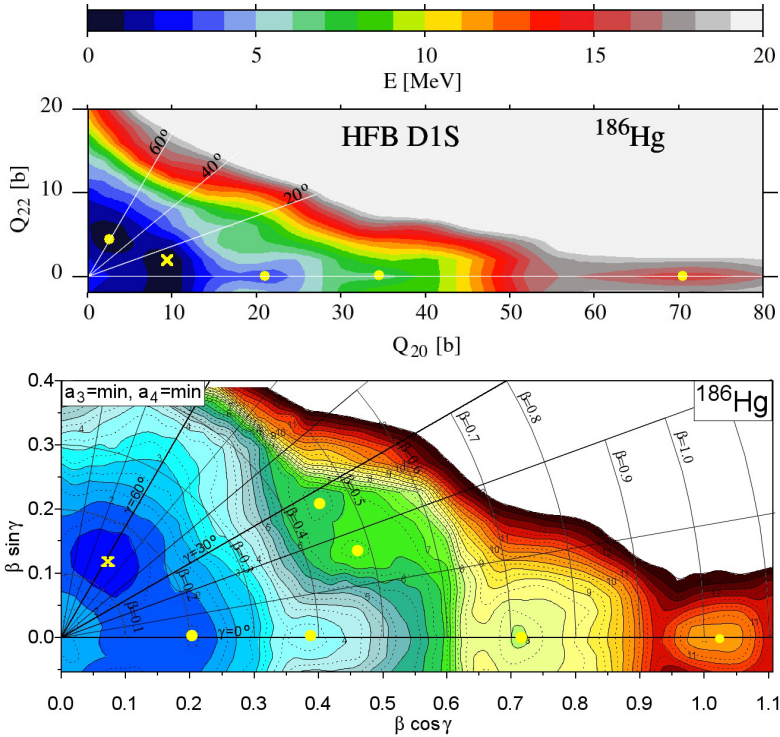 0 5 10 15 20
E [MeV]
20
10
0
Q22 [b]
HFB D1S
186Hg
60°
40°
20°
0 10 20 30 40 50 60 70 80
Q20 [b]
a3=min, a4=min
186Hg
0.4
0.3
0.2
0.1
0.0
β sinγ
γ=60°
γ=30°
γ=0°
β=0.1
β=0.2
β=0.3
β=0.4
β=0.5
β=0.6
β=0.7
β=0.8
β=0.9
β=1.0
0.0 0.1 0.2 0.3 0.4 0.5 0.6 0.7 0.8 0.9 1.0 1.1
β cosγ